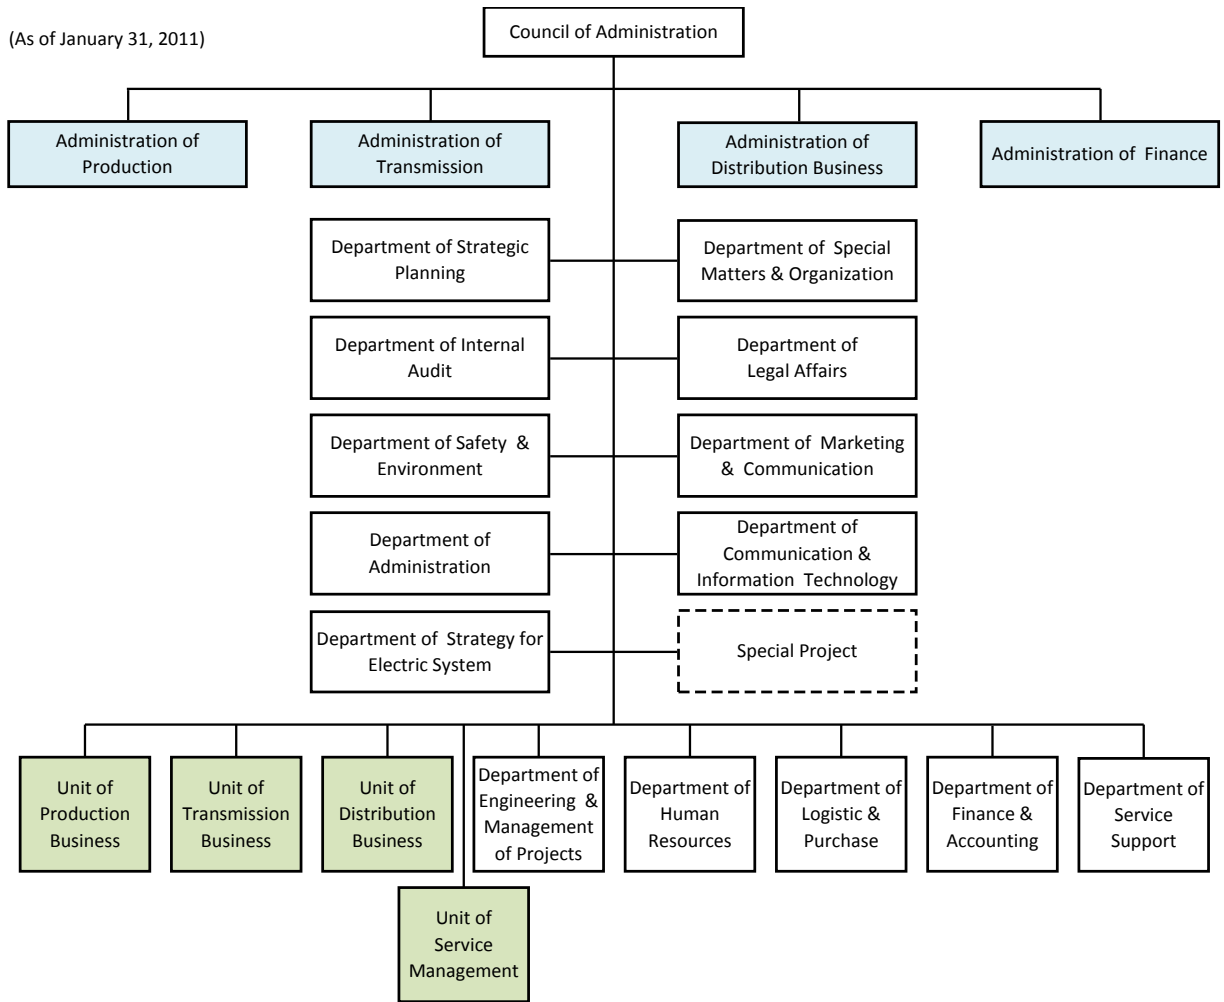 (As of January 31, 2011)
Council of Administration
Administration of
Production
Administration of
Transmission
Administration of
Distribution Business
Administration of Finance
Department of Strategic
Planning
Department of Special
Matters & Organization
Department of Internal
Audit
Department of
Legal Affairs
Department of Safety &
Environment
Department of Marketing
& Communication
Department of
Administration
Department of
Communication &
Information Technology
Department of Strategy for
Electric System
Special Project
Unit of
Production
Business
Unit of
Transmission
Business
Unit of
Distribution
Business
Department of
Engineering &
Management
of Projects
Department of
Human
Resources
Department of
Logistic &
Purchase
Department of
Finance &
Accounting
Department of
Service
Support
Unit of
Service
Management